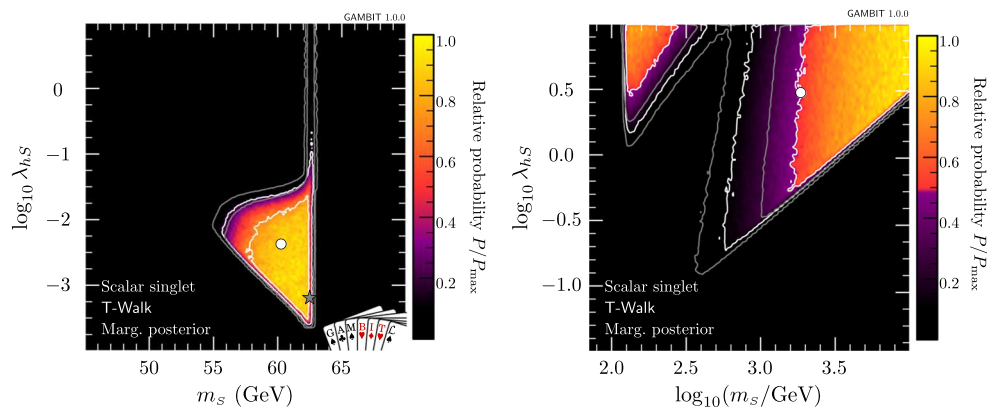 GAMBIT 1.0.0
0
−1
−2
−3
log₁₀ λₕS
50
55
60
65
mS (GeV)
Scalar singlet
T-Walk
Marg. posterior
G A M B I T
1.0
0.8
0.6
0.4
0.2
Relative probability P/Pmax
GAMBIT 1.0.0
0.5
0.0
−0.5
−1.0
log₁₀ λₕS
2.0
2.5
3.0
3.5
log₁₀(mS/GeV)
Scalar singlet
T-Walk
Marg. posterior
1.0
0.8
0.6
0.4
0.2
Relative probability P/Pmax